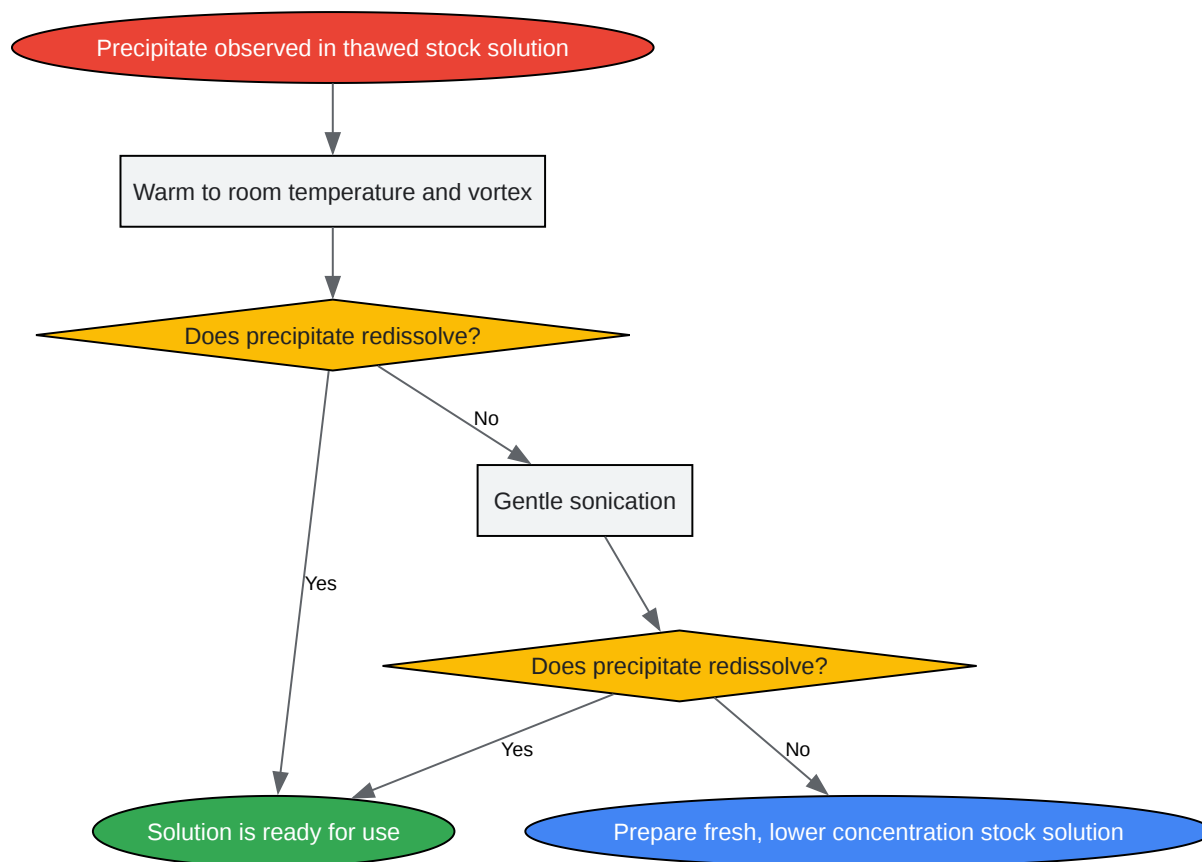 Precipitate observed in thawed stock solution
Warm to room temperature and vortex
Does precipitate redissolve?
No
Gentle sonication
Yes
Does precipitate redissolve?
Yes
No
Solution is ready for use
Prepare fresh, lower concentration stock solution